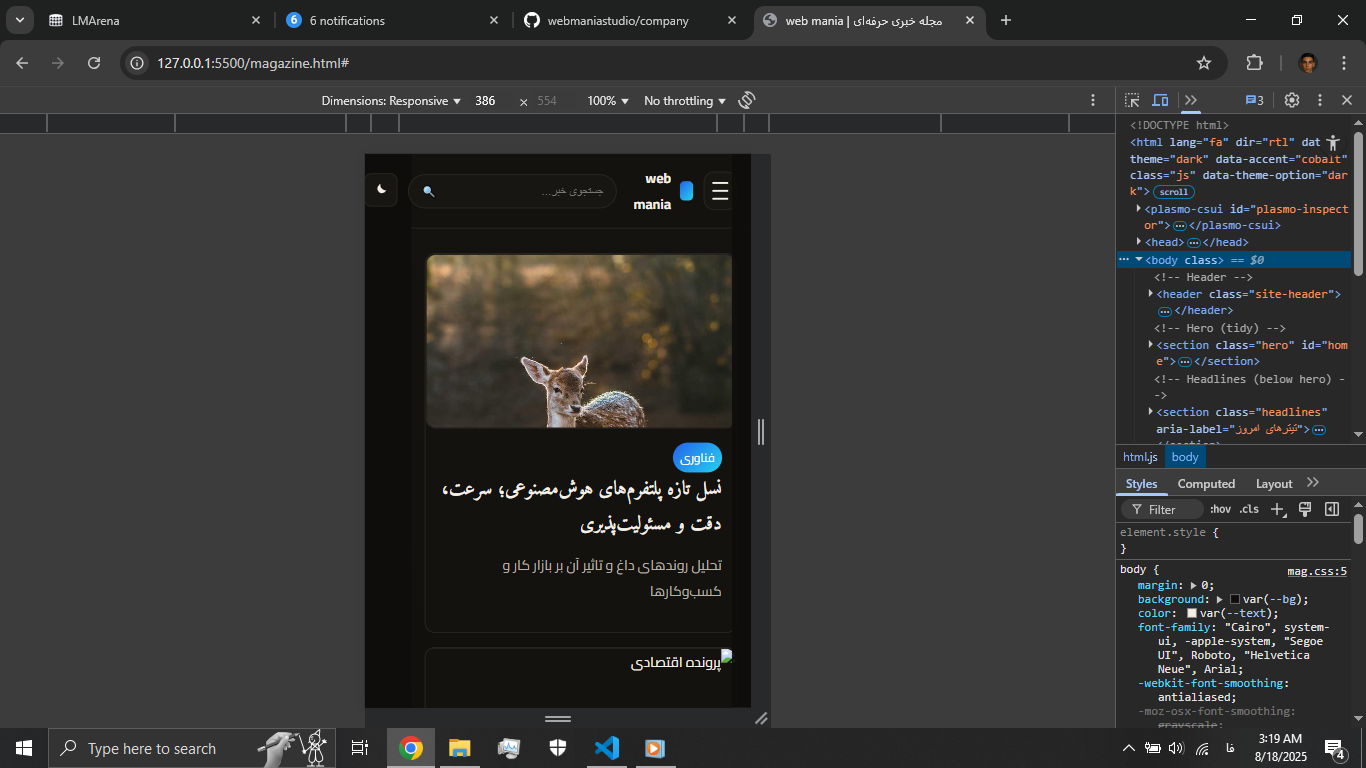 LMArena
6 6 notifications
webmaniastudio/company
مجله خبری حرفه‌ای | web mania
127.0.0.1:5500/magazine.html#
Dimensions: Responsive 386 × 554 100% No throttling
3
web
mania
جستجوی خبر...
فناوری
نسل تازه پلتفرم‌های هوش‌مصنوعی؛ سرعت،
دقت و مسئولیت‌پذیری
تحلیل روندهای داغ و تاثیر آن بر بازار کار و
کسب‌وکارها
پرونده اقتصادی
<!DOCTYPE html>
<html lang="fa" dir="rtl" dat
theme="dark" data-accent="cobalt"
class="js" data-theme-option="dar
k"> scroll
<plasmo-csui id="plasmo-inspect
or"> … </plasmo-csui>
<head> … </head>
… <body class> == $0
<!-- Header -->
<header class="site-header">
… </header>
<!-- Hero (tidy) -->
<section class="hero" id="hom
e"> … </section>
<!-- Headlines (below hero) -
->
<section class="headlines"
aria-label="تیترهای امروز"> …
</section>
html.js body
Styles Computed Layout
Filter :hov .cls
element.style {
}
body { mag.css:5
margin: 0;
background: var(--bg);
color: var(--text);
font-family: "Cairo", system-
ui, -apple-system, "Segoe
UI", Roboto, "Helvetica
Neue", Arial;
-webkit-font-smoothing:
antialiased;
-moz-osx-font-smoothing:
grayscale;
Type here to search
فا
3:19 AM
8/18/2025
4